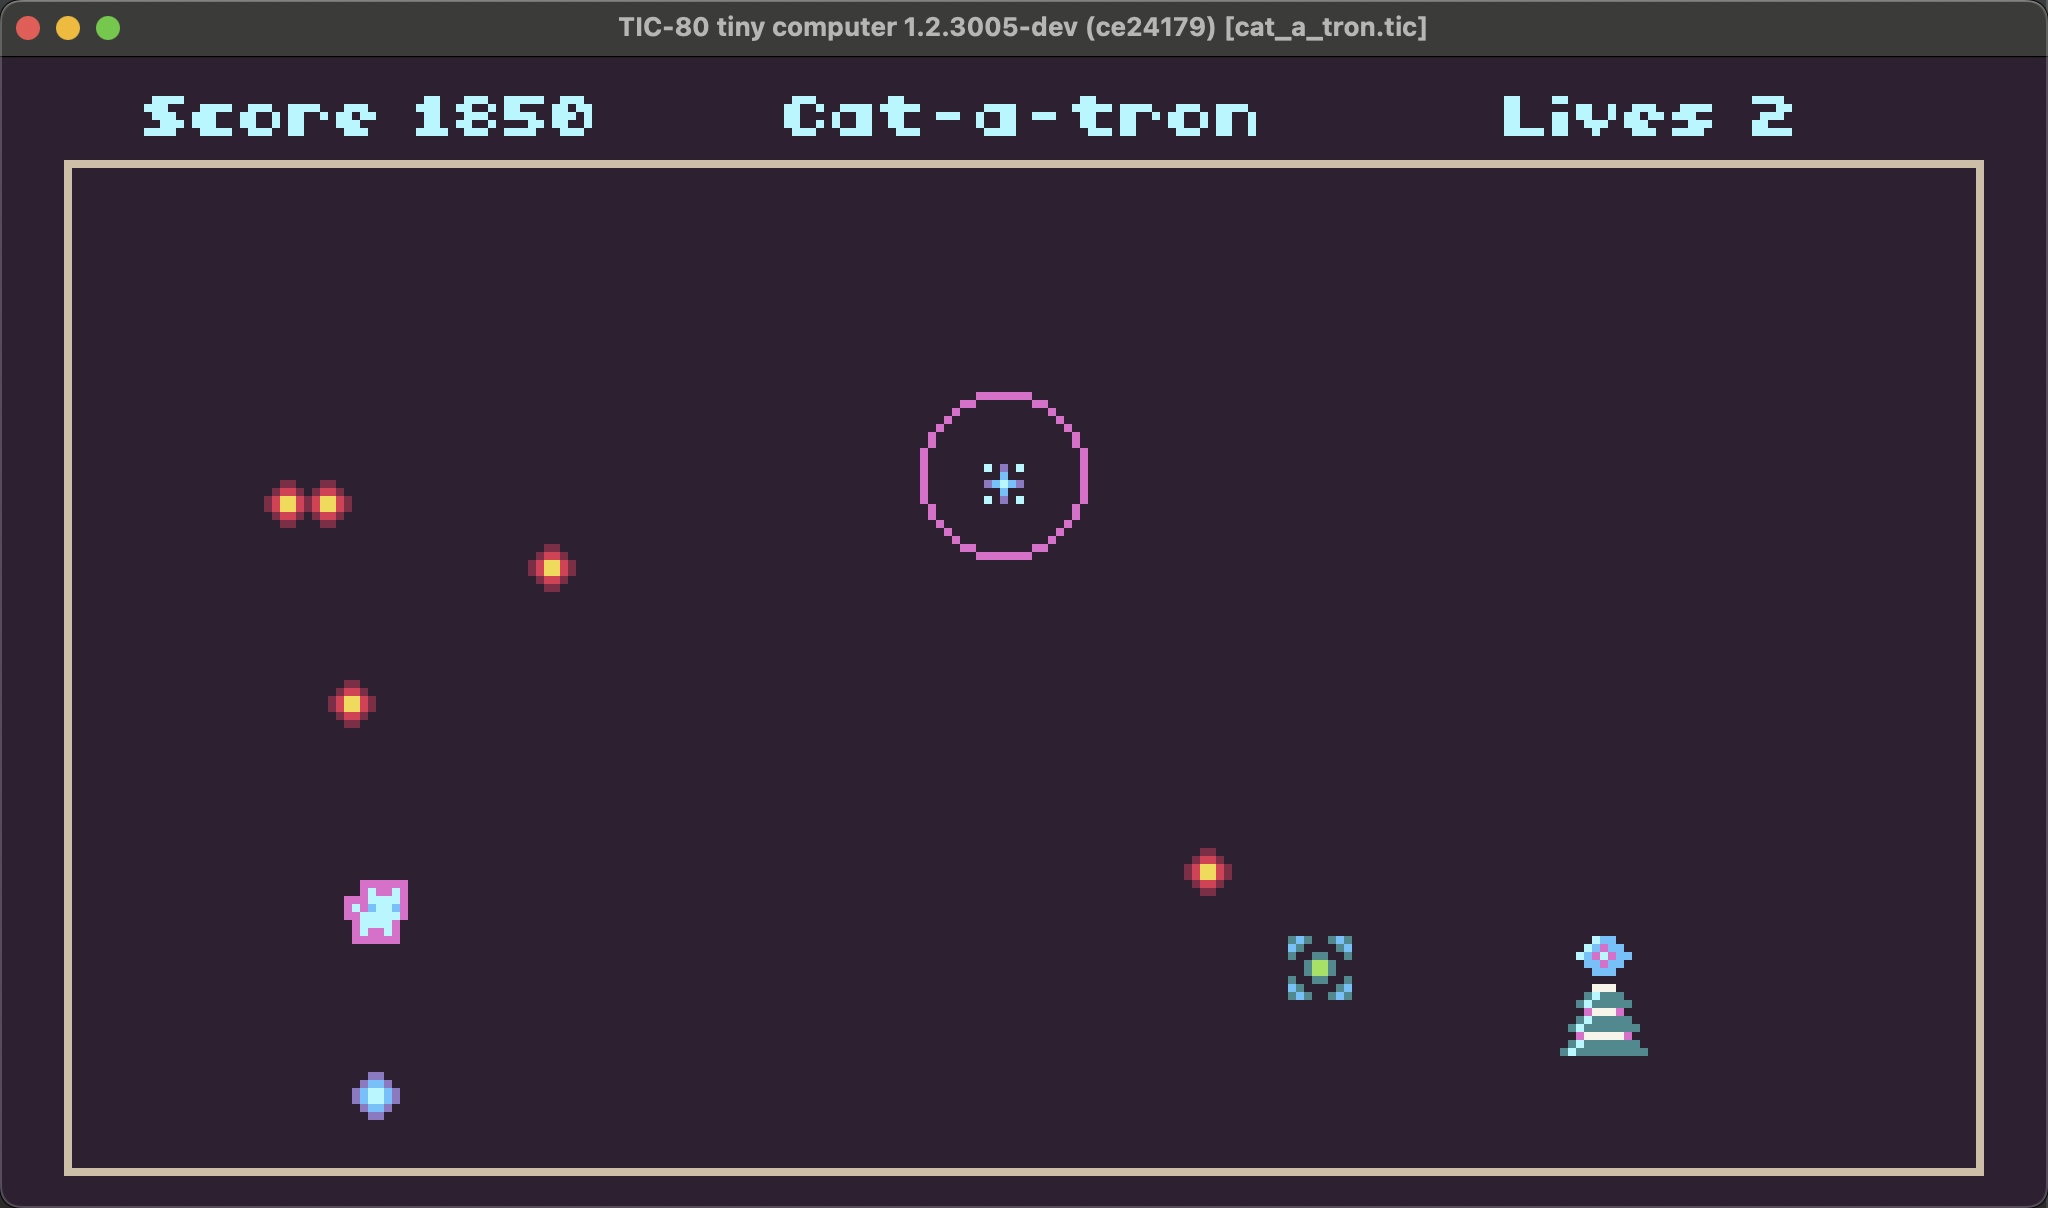 TIC-80 tiny computer 1.2.3005-dev (ce24179) [cat_a_tron.tic]
Score 1850 Cat-a-tron Lives 2